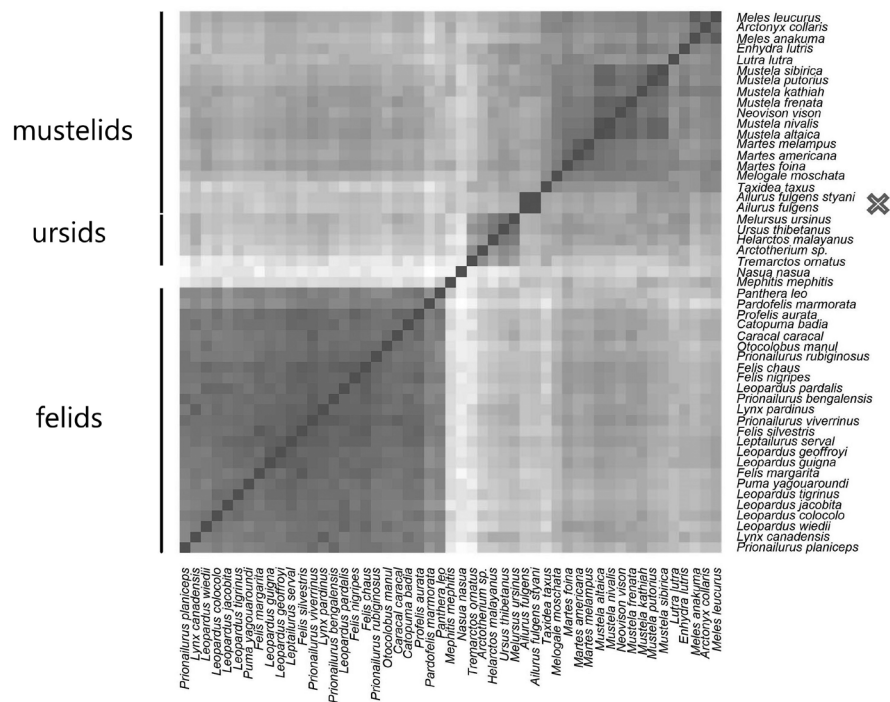 mustelids
ursids
felids
Meles leucurus
Arctonyx collaris
Meles anakuma
Enhydra lutris
Lutra lutra
Mustela sibirica
Mustela putorius
Mustela kathiah
Mustela frenata
Neovison vison
Mustela nivalis
Mustela altaica
Martes melampus
Martes americana
Martes foina
Melogale moschata
Taxidea taxus
Ailurus fulgens styani
Ailurus fulgens
Melursus ursinus
Ursus thibetanus
Helarctos malayanus
Arctotherium sp.
Tremarctos ornatus
Nasua nasua
Mephitis mephitis
Panthera leo
Pardofelis marmorata
Profelis aurata
Catopuma badia
Caracal caracal
Otocolobus manul
Prionailurus rubiginosus
Felis chaus
Felis nigripes
Leopardus pardalis
Prionailurus bengalensis
Lynx pardinus
Prionailurus viverrinus
Felis silvestris
Leptailurus serval
Leopardus geoffroyi
Leopardus guigna
Felis margarita
Puma yagouaroundi
Leopardus tigrinus
Leopardus jacobita
Leopardus colocolo
Leopardus wiedii
Lynx canadensis
Prionailurus planiceps
Prionailurus planiceps
Lynx canadensis
Leopardus wiedii
Leopardus colocolo
Leopardus jacobita
Leopardus tigrinus
Puma yagouaroundi
Felis margarita
Leopardus guigna
Leopardus geoffroyi
Leptailurus serval
Felis silvestris
Prionailurus viverrinus
Lynx pardinus
Prionailurus bengalensis
Leopardus pardalis
Felis nigripes
Felis chaus
Prionailurus rubiginosus
Otocolobus manul
Caracal caracal
Catopuma badia
Profelis aurata
Pardofelis marmorata
Panthera leo
Mephitis mephitis
Nasua nasua
Tremarctos ornatus
Arctotherium sp.
Helarctos malayanus
Ursus thibetanus
Melursus ursinus
Ailurus fulgens
Ailurus fulgens styani
Taxidea taxus
Melogale moschata
Martes foina
Martes americana
Martes melampus
Mustela altaica
Mustela nivalis
Neovison vison
Mustela frenata
Mustela kathiah
Mustela putorius
Mustela sibirica
Lutra lutra
Enhydra lutris
Meles anakuma
Arctonyx collaris
Meles leucurus